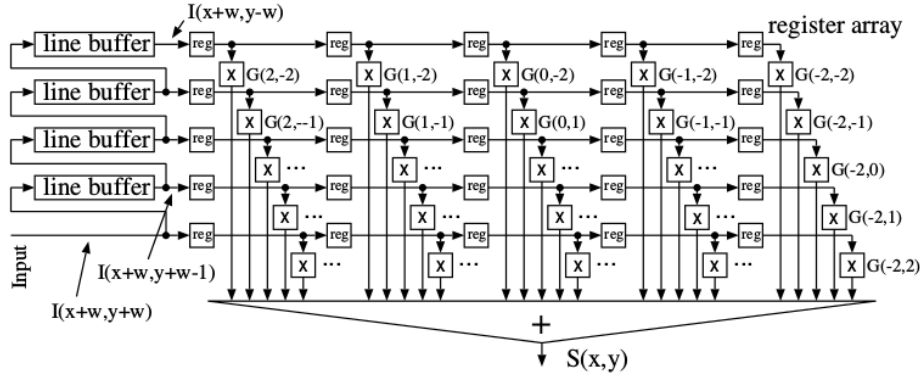 I(x+w,y-w)
line buffer reg reg reg reg reg register array
x G(2,-2) x G(1,-2) x G(0,-2) x G(-1,-2) x G(-2,-2)
line buffer reg reg reg reg reg
x G(2,--1) x G(1,-1) x G(0,1) x G(-1,-1) x G(-2,-1)
line buffer reg reg reg reg reg
x ... x ... x ... x ... x G(-2,0)
line buffer reg reg reg reg reg
x ... x ... x ... x ... x G(-2,1)
reg reg reg reg reg
Input
I(x+w,y+w-1)
x ... x ... x ... x ... x G(-2,2)
I(x+w,y+w)
+
S(x,y)